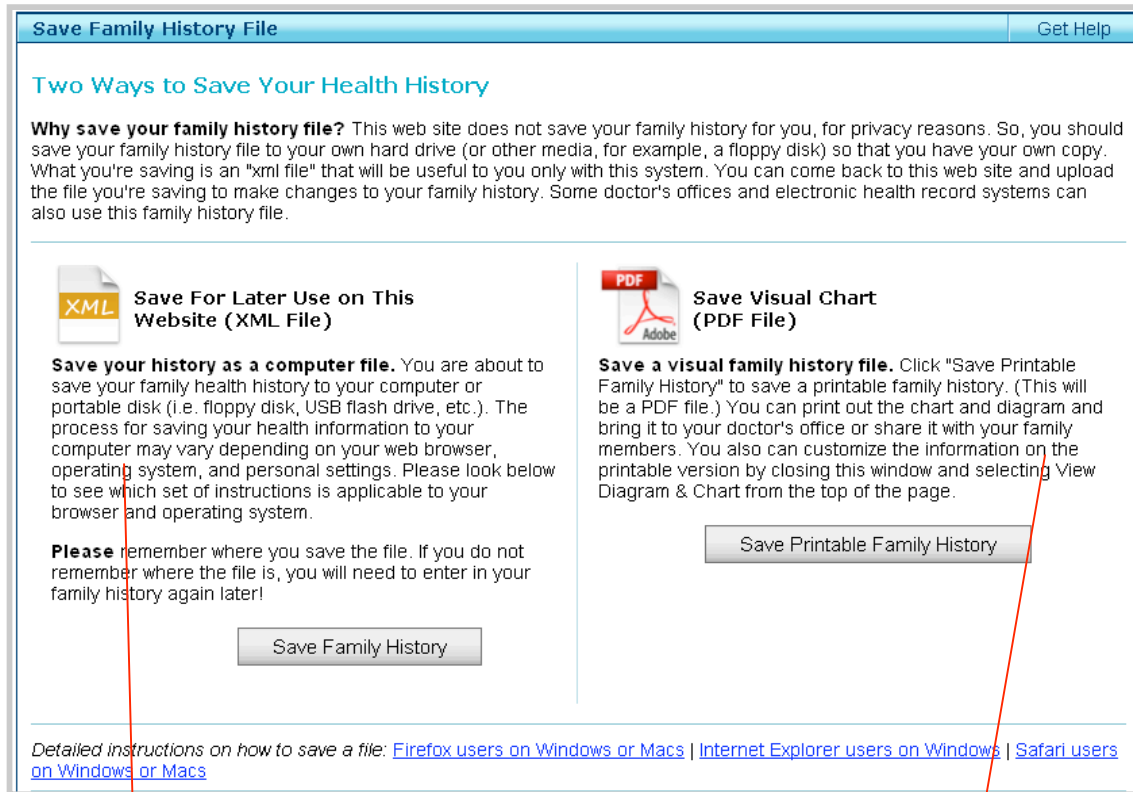 Save Family History File
Get Help
Two Ways to Save Your Health History
Why save your family history file? This web site does not save your family history for you, for privacy reasons. So, you should
save your family history file to your own hard drive (or other media, for example, a floppy disk) so that you have your own copy.
What you're saving is an "xml file" that will be useful to you only with this system. You can come back to this web site and upload
the file you're saving to make changes to your family history. Some doctor's offices and electronic health record systems can
also use this family history file.
XML
Save For Later Use on This
Website (XML File)
Save your history as a computer file. You are about to
save your family health history to your computer or
portable disk (i.e. floppy disk, USB flash drive, etc.). The
process for saving your health information to your
computer may vary depending on your web browser,
operating system, and personal settings. Please look below
to see which set of instructions is applicable to your
browser and operating system.
Please remember where you save the file. If you do not
remember where the file is, you will need to enter in your
family history again later!
Save Family History
PDF
Adobe
Save Visual Chart
(PDF File)
Save a visual family history file. Click "Save Printable
Family History" to save a printable family history. (This will
be a PDF file.) You can print out the chart and diagram and
bring it to your doctor's office or share it with your family
members. You also can customize the information on the
printable version by closing this window and selecting View
Diagram & Chart from the top of the page.
Save Printable Family History
Detailed instructions on how to save a file: Firefox users on Windows or Macs | Internet Explorer users on Windows | Safari users
on Windows or Macs